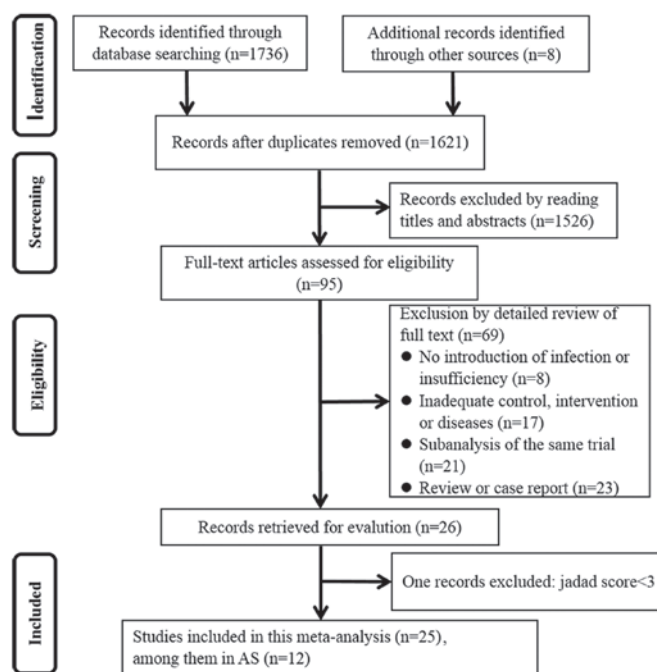 Identification
Records identified through
database searching (n=1736)
Additional records identified
through other sources (n=8)
Records after duplicates removed (n=1621)
Screening
Records excluded by reading
titles and abstracts (n=1526)
Full-text articles assessed for eligibility
(n=95)
Eligibility
Exclusion by detailed review of
full text (n=69)
● No introduction of infection or
insufficiency (n=8)
● Inadequate control, intervention
or diseases (n=17)
● Subanalysis of the same trial
(n=21)
● Review or case report (n=23)
Records retrieved for evalution (n=26)
Included
One records excluded: jadad score<3
Studies included in this meta-analysis (n=25),
among them in AS (n=12)